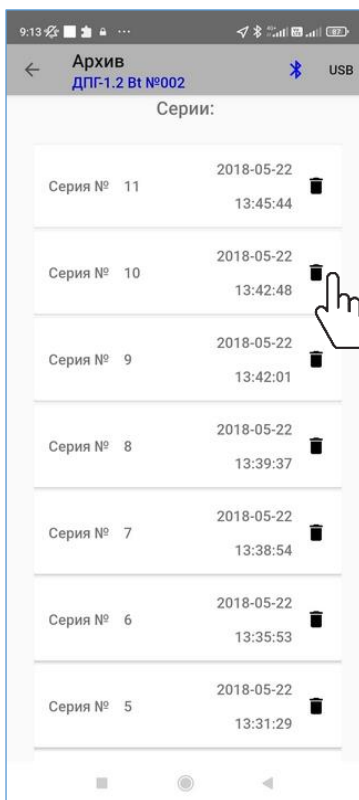 9:13
Архив
ДПГ-1.2 Bt №002
USB
Серии:
Серия № 11
2018-05-22
13:45:44
Серия № 10
2018-05-22
13:42:48
Серия № 9
2018-05-22
13:42:01
Серия № 8
2018-05-22
13:39:37
Серия № 7
2018-05-22
13:38:54
Серия № 6
2018-05-22
13:35:53
Серия № 5
2018-05-22
13:31:29